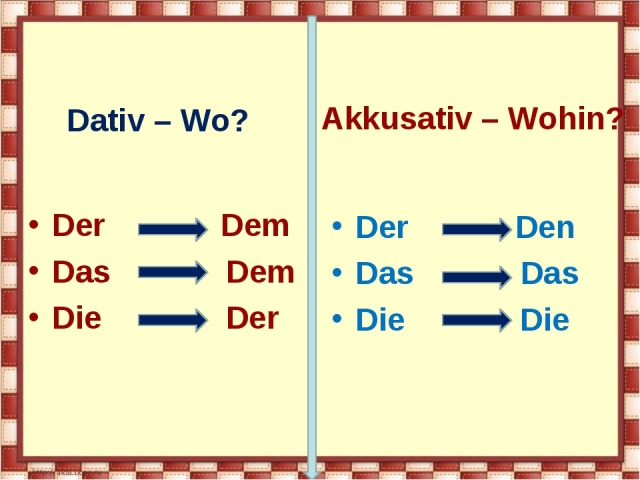 Dativ – Wo?
• Der Dem
• Das Dem
• Die Der
Akkusativ – Wohin?
• Der Den
• Das Das
• Die Die